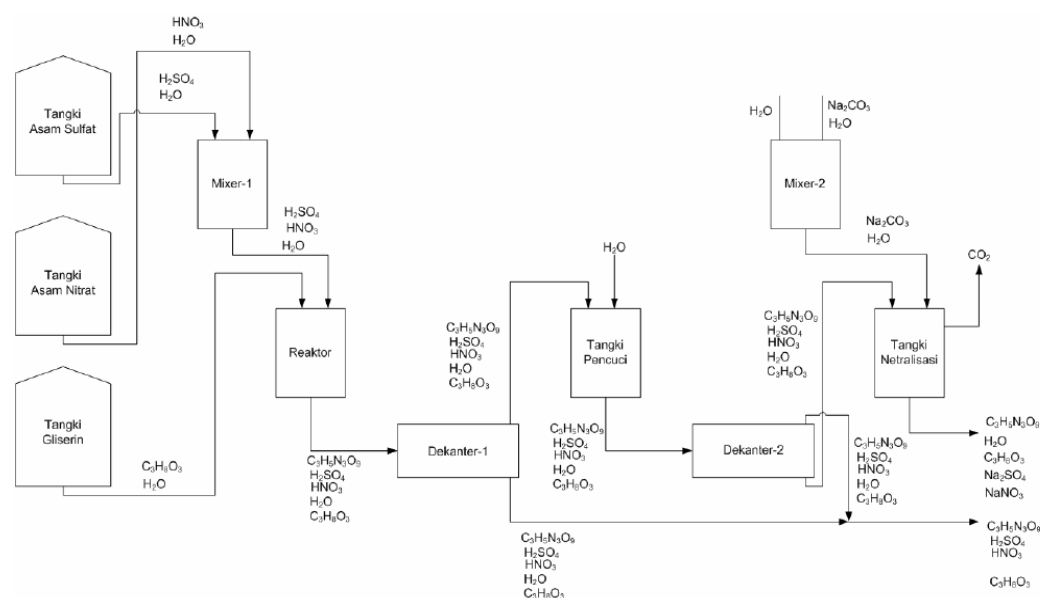 HNO₃
H₂O
H₂SO₄
H₂O
Tangki
Asam Sulfat
Mixer-1
H₂O
Na₂CO₃
H₂O
Mixer-2
H₂SO₄
HNO₃
H₂O
Tangki
Asam Nitrat
Reaktor
H₂O
Na₂CO₃
H₂O
CO₂
C₃H₅N₃O₉
H₂SO₄
HNO₃
H₂O
C₃H₈O₃
Tangki
Pencuci
C₃H₅N₃O₉
H₂SO₄
HNO₃
H₂O
C₃H₈O₃
Tangki
Netralisasi
Tangki
Gliserin
C₃H₈O₃
H₂O
C₃H₅N₃O₉
H₂SO₄
HNO₃
H₂O
C₃H₈O₃
Dekanter-1
C₃H₅N₃O₉
H₂SO₄
HNO₃
H₂O
C₃H₈O₃
Dekanter-2
C₃H₅N₃O₉
H₂SO₄
HNO₃
H₂O
C₃H₈O₃
C₃H₅N₃O₉
H₂O
C₃H₈O₃
Na₂SO₄
NaNO₃
C₃H₅N₃O₉
H₂SO₄
HNO₃
H₂O
C₃H₈O₃
C₃H₅N₃O₉
H₂SO₄
HNO₃
C₃H₈O₃